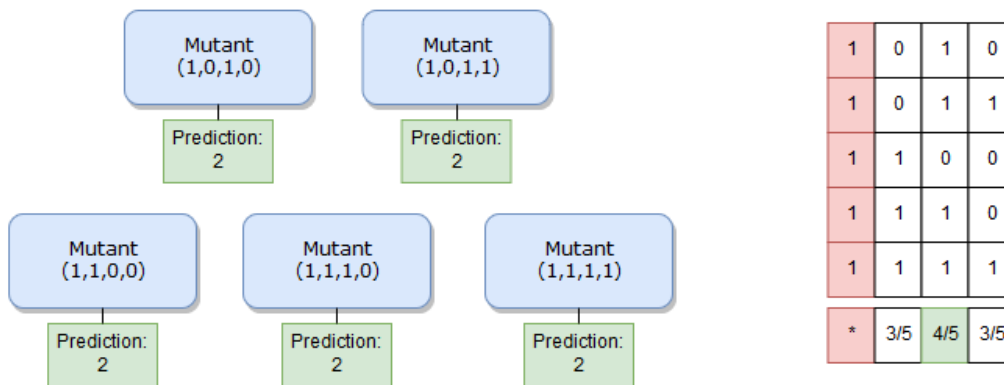 Mutant
(1,0,1,0)
Prediction:
2
Mutant
(1,0,1,1)
Prediction:
2
Mutant
(1,1,0,0)
Prediction:
2
Mutant
(1,1,1,0)
Prediction:
2
Mutant
(1,1,1,1)
Prediction:
2
1 0 1 0
1 0 1 1
1 1 0 0
1 1 1 0
1 1 1 1
* 3/5 4/5 3/5